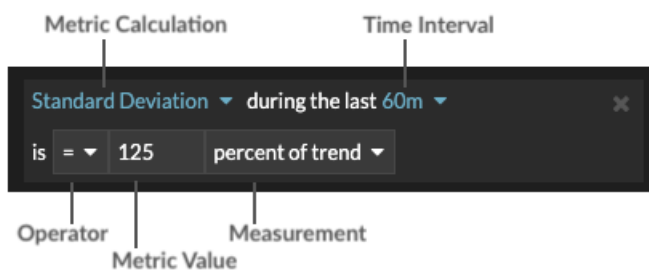 Metric Calculation Time Interval
Standard Deviation during the last 60m
is = 125 percent of trend
Operator Measurement
Metric Value